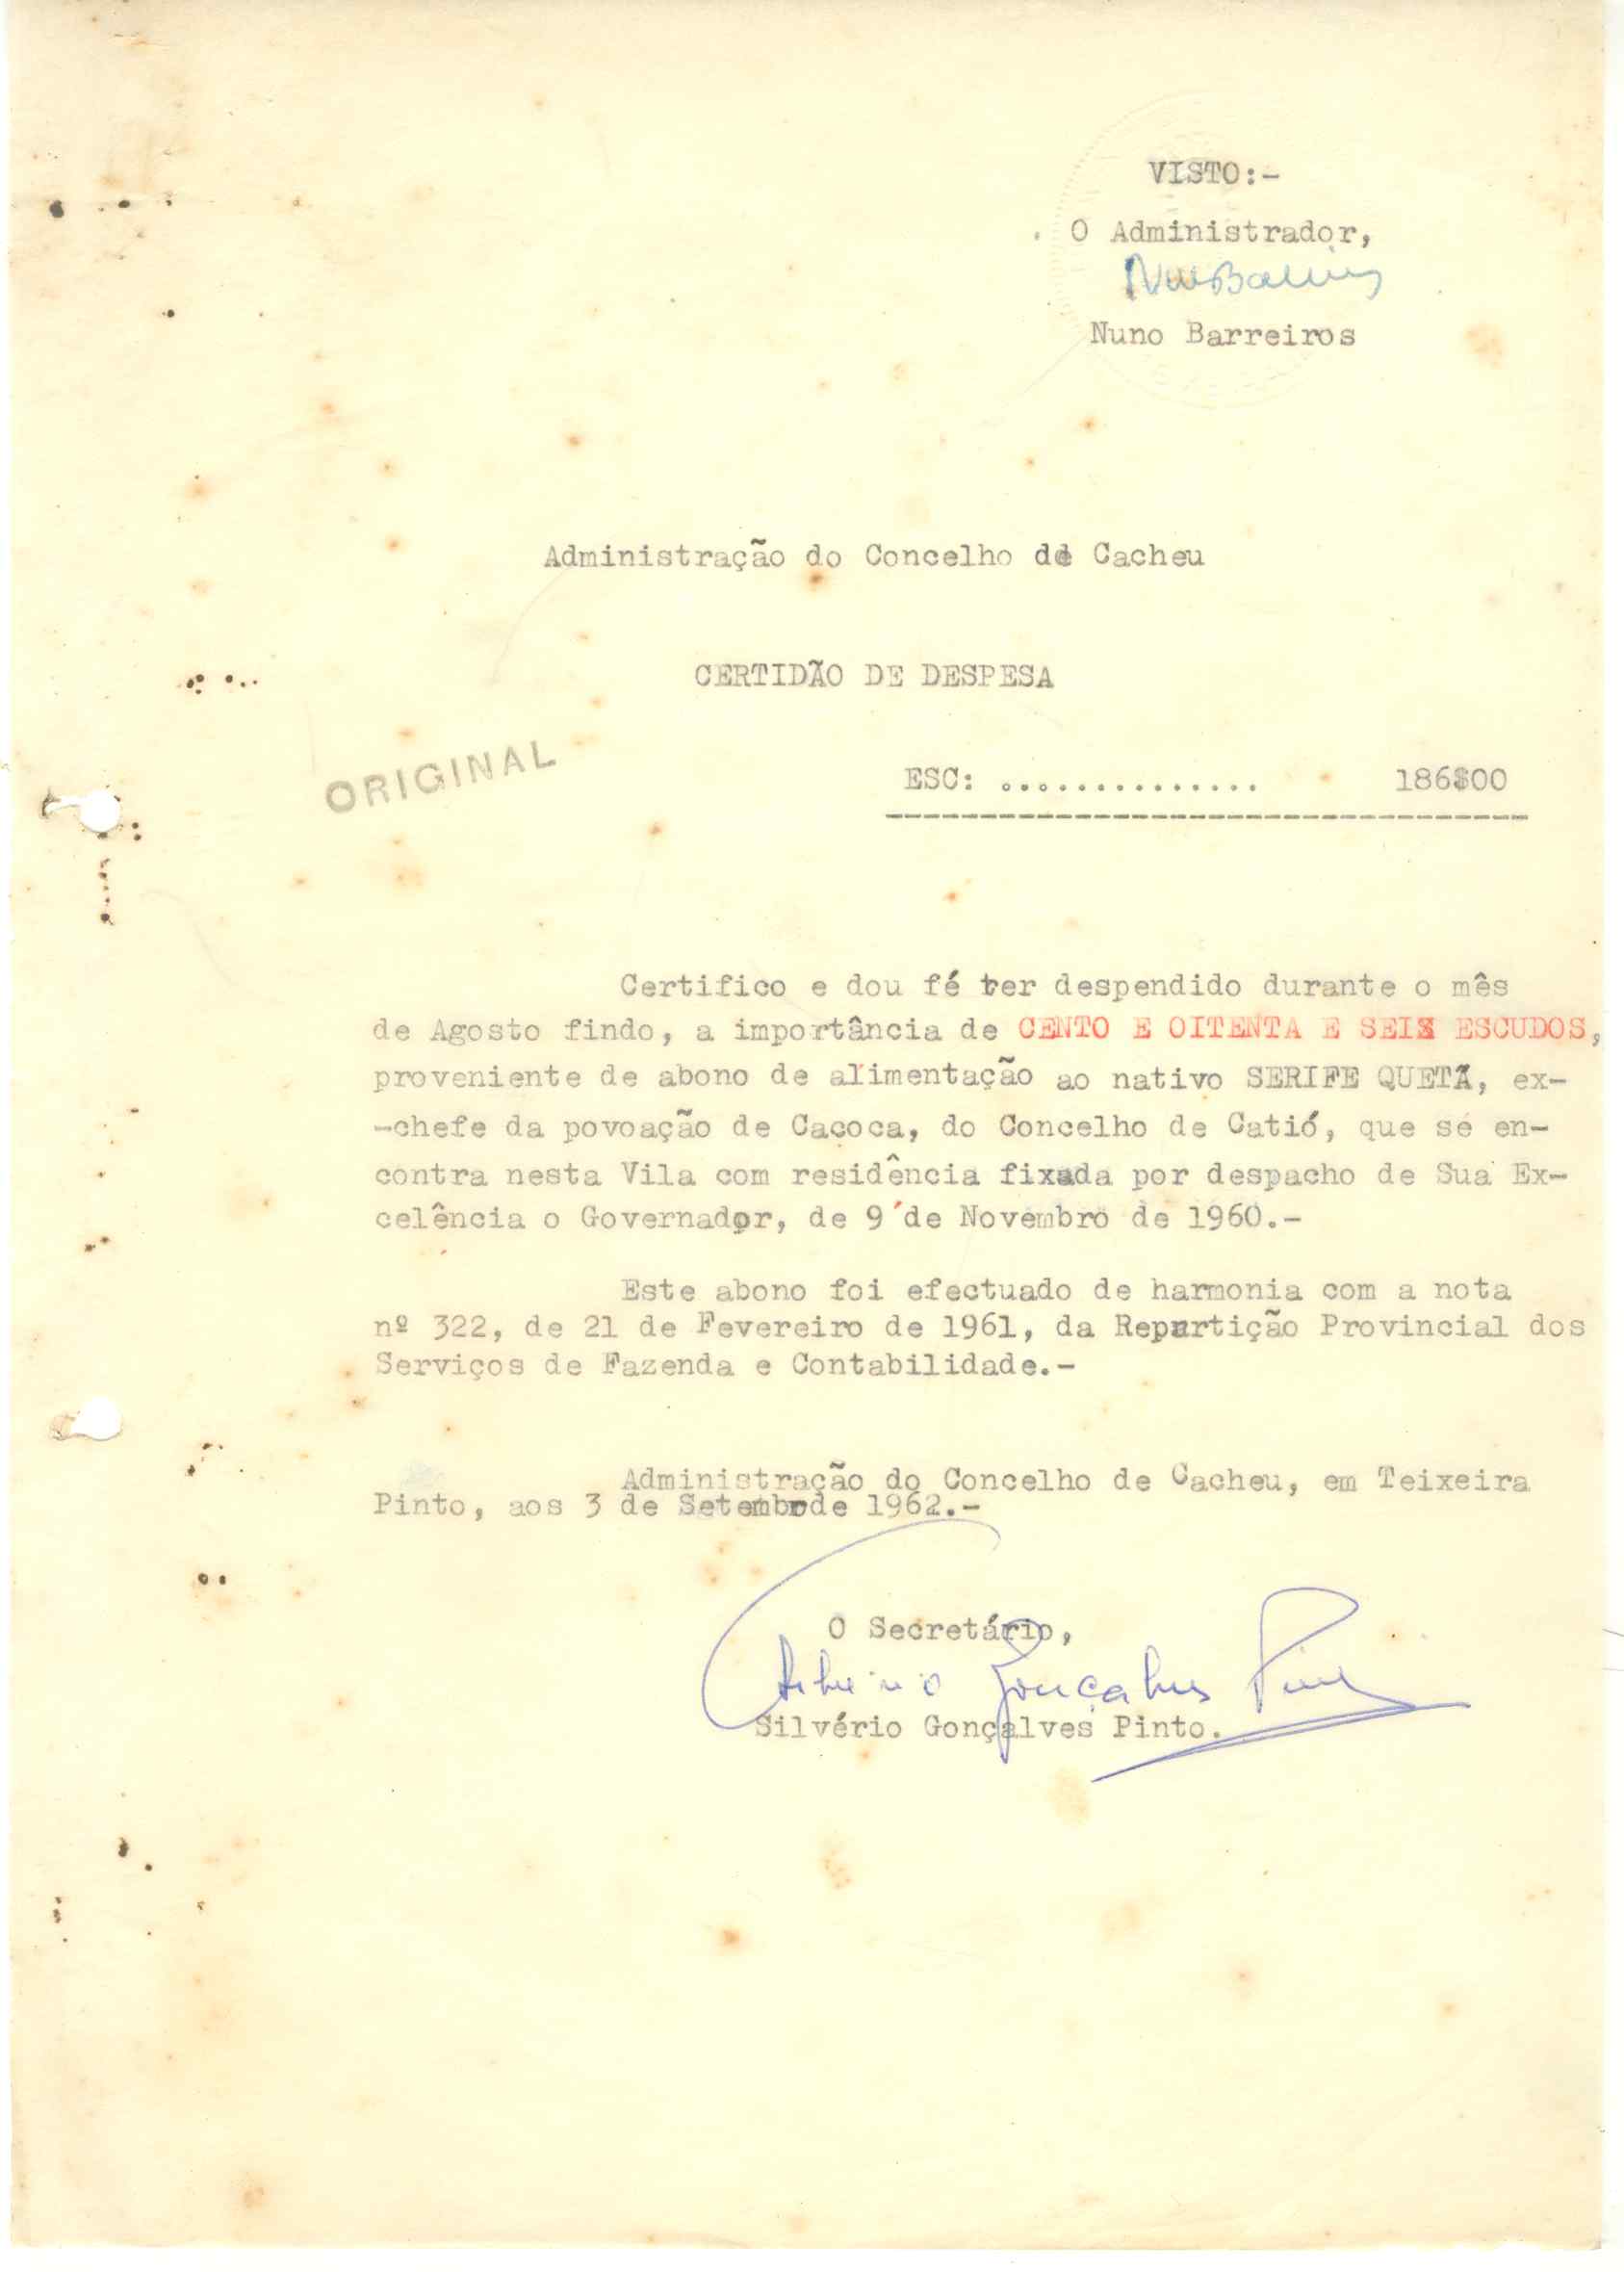 VISTO:-
O Administrador,
Nuno Barreiros
Administração do Concelho de Cacheu
CERTIDÃO DE DESPESA
ORIGINAL
ESC: .............. 186$00
Certifico e dou fé ter despendido durante o mês
de Agosto findo, a importância de CENTO E OITENTA E SEIS ESCUDOS,
proveniente de abono de alimentação ao nativo SERIFE QUETÁ, ex-
-chefe da povoação de Cacoca, do Concelho de Catió, que se en-
contra nesta Vila com residência fixada por despacho de Sua Ex-
celência o Governador, de 9 de Novembro de 1960.-
Este abono foi efectuado de harmonia com a nota
nº 322, de 21 de Fevereiro de 1961, da Repartição Provincial dos
Serviços de Fazenda e Contabilidade.-
Administração do Concelho de Cacheu, em Teixeira
Pinto, aos 3 de Setembrode 1962.-
O Secretário,
Silvério Gonçalves Pinto
Silvério Gonçalves Pinto.